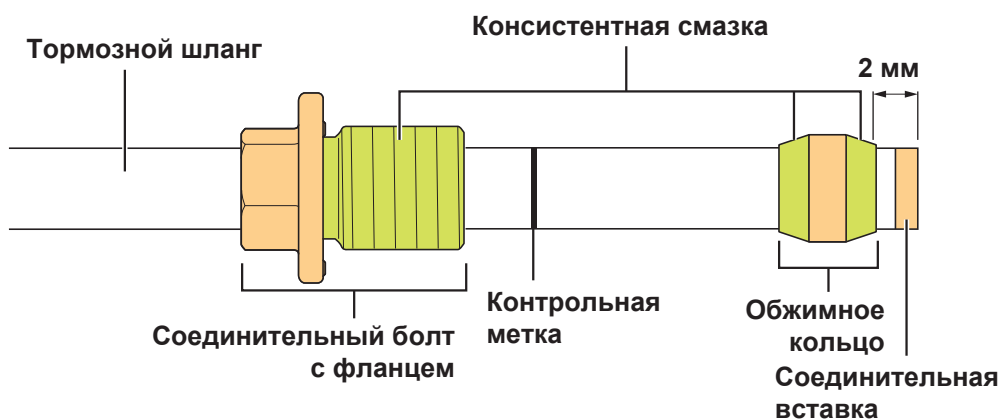 Консистентная смазка
Тормозной шланг
2 мм
Контрольная
метка
Соединительный болт
с фланцем
Обжимное
кольцо
Соединительная
вставка